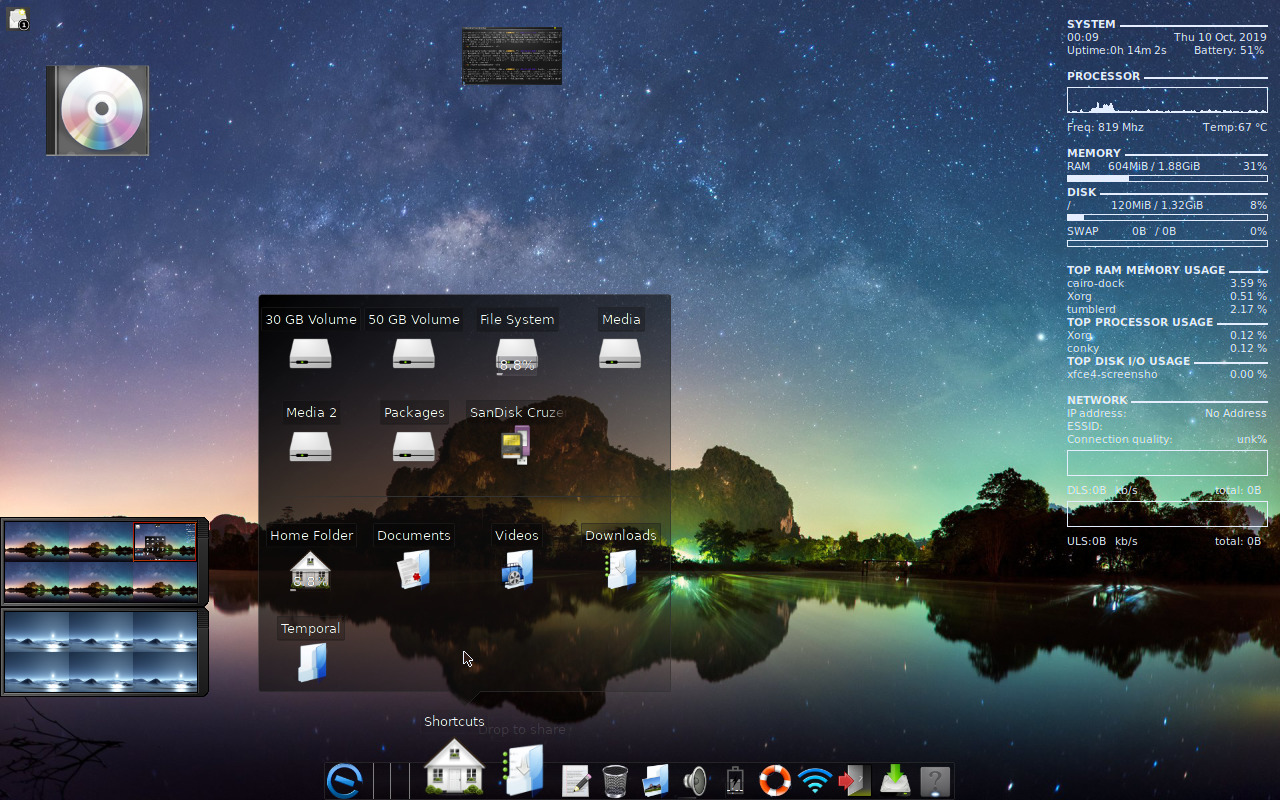 1
SYSTEM
00:09 Thu 10 Oct, 2019
Uptime:0h 14m 2s Battery: 51%
PROCESSOR
Freq: 819 Mhz Temp:67 °C
MEMORY
RAM 604MiB / 1.88GiB 31%
DISK
/ 120MiB / 1.32GiB 8%
SWAP 0B / 0B 0%
TOP RAM MEMORY USAGE
cairo-dock 3.59 %
Xorg 0.51 %
tumblerd 2.17 %
TOP PROCESSOR USAGE
Xorg 0.12 %
conky 0.12 %
TOP DISK I/O USAGE
xfce4-screensho 0.00 %
NETWORK
IP address: No Address
ESSID:
Connection quality: unk%
DLS:0B kb/s total: 0B
ULS:0B kb/s total: 0B
30 GB Volume 50 GB Volume File System Media
8.8%
Media 2 Packages SanDisk Cruze
Home Folder Documents Videos Downloads
8.8%
Temporal
Shortcuts
Drop to share
?